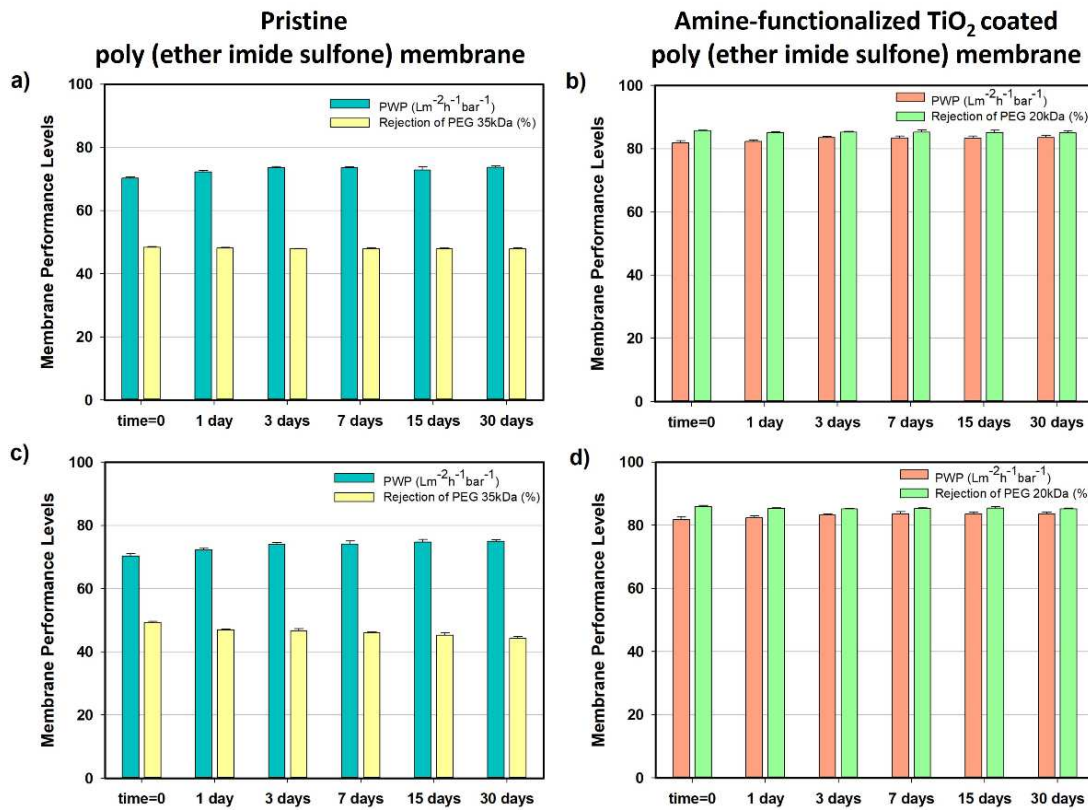 Pristine
poly (ether imide sulfone) membrane
Amine-functionalized TiO₂ coated
poly (ether imide sulfone) membrane
a)
Membrane Performance Levels
100
80
60
40
20
0
PWP (Lm⁻²h⁻¹bar⁻¹)
Rejection of PEG 35kDa (%)
time=0 1 day 3 days 7 days 15 days 30 days
b)
Membrane Performance Levels
100
80
60
40
20
0
PWP (Lm⁻²h⁻¹bar⁻¹)
Rejection of PEG 20kDa (%)
time=0 1 day 3 days 7 days 15 days 30 days
c)
Membrane Performance Levels
100
80
60
40
20
0
PWP (Lm⁻²h⁻¹bar⁻¹)
Rejection of PEG 35kDa (%)
time=0 1 day 3 days 7 days 15 days 30 days
d)
Membrane Performance Levels
100
80
60
40
20
0
PWP (Lm⁻²h⁻¹bar⁻¹)
Rejection of PEG 20kDa (%
time=0 1 day 3 days 7 days 15 days 30 days